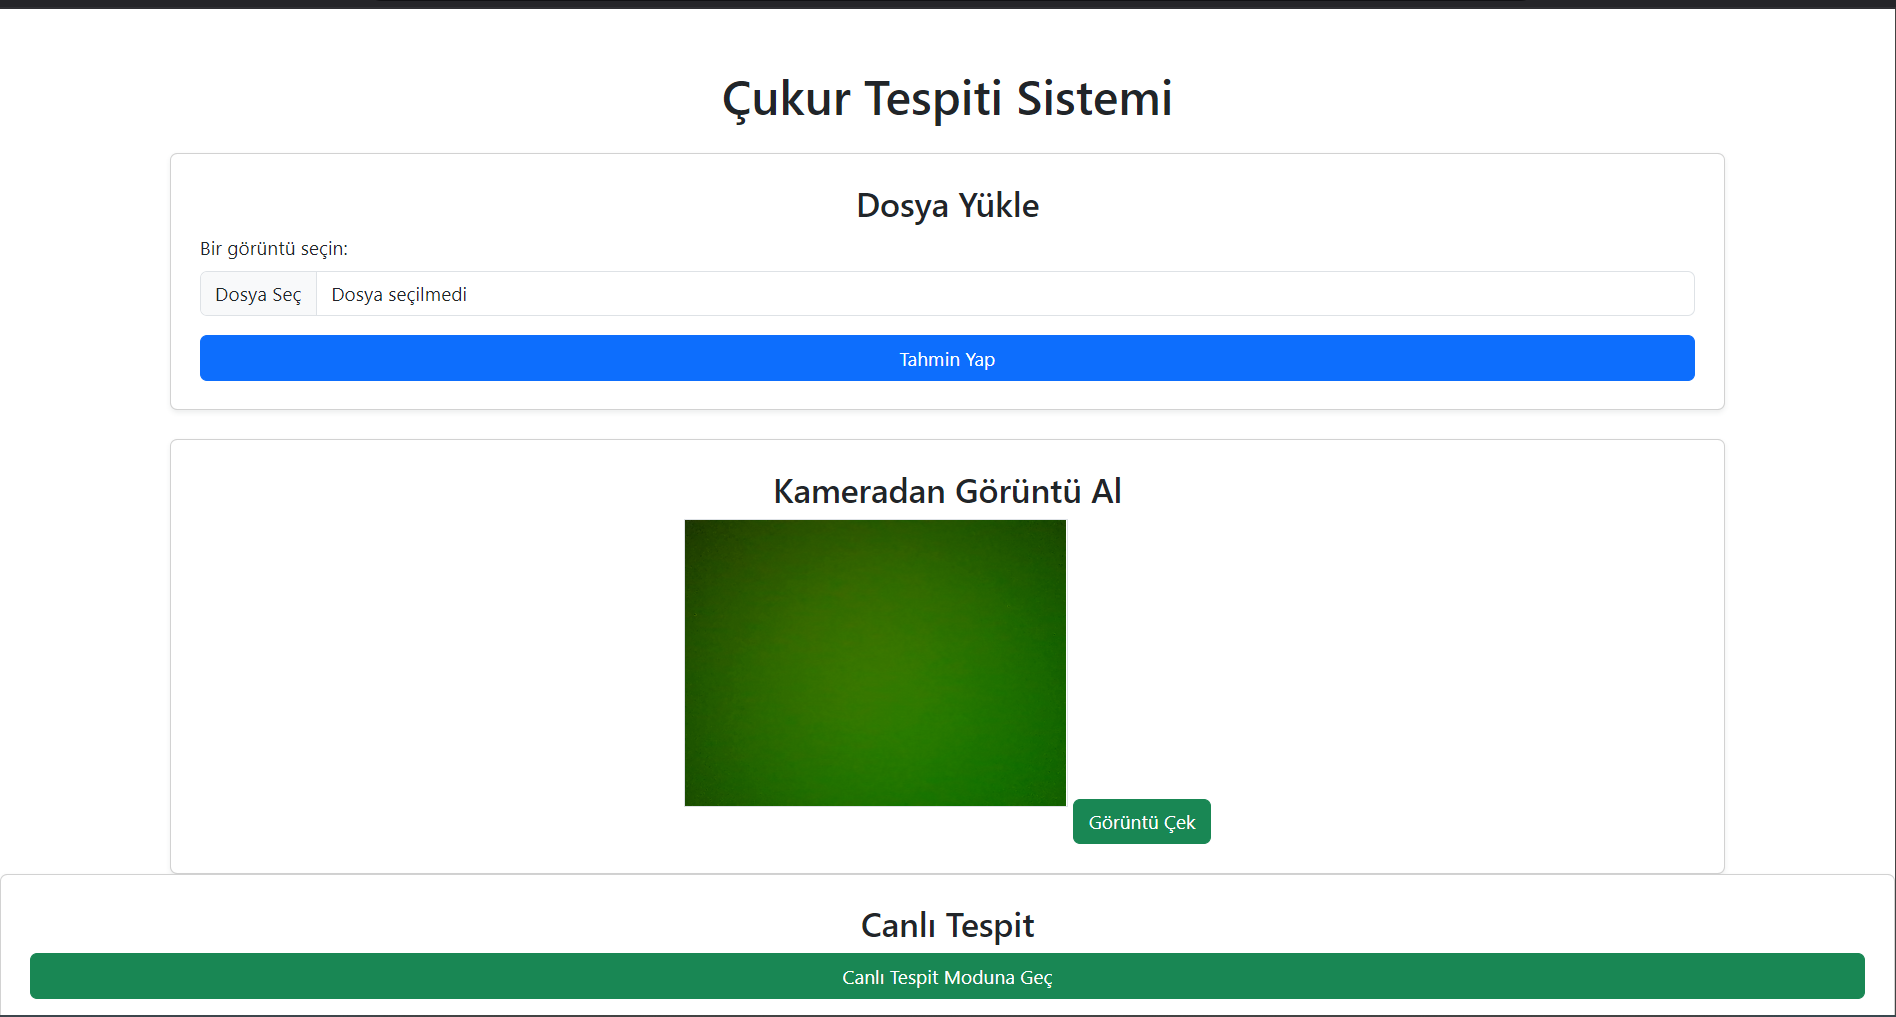 Çukur Tespiti Sistemi
Dosya Yükle
Bir görüntü seçin:
Dosya Seç Dosya seçilmedi
Tahmin Yap
Kameradan Görüntü Al
Görüntü Çek
Canlı Tespit
Canlı Tespit Moduna Geç